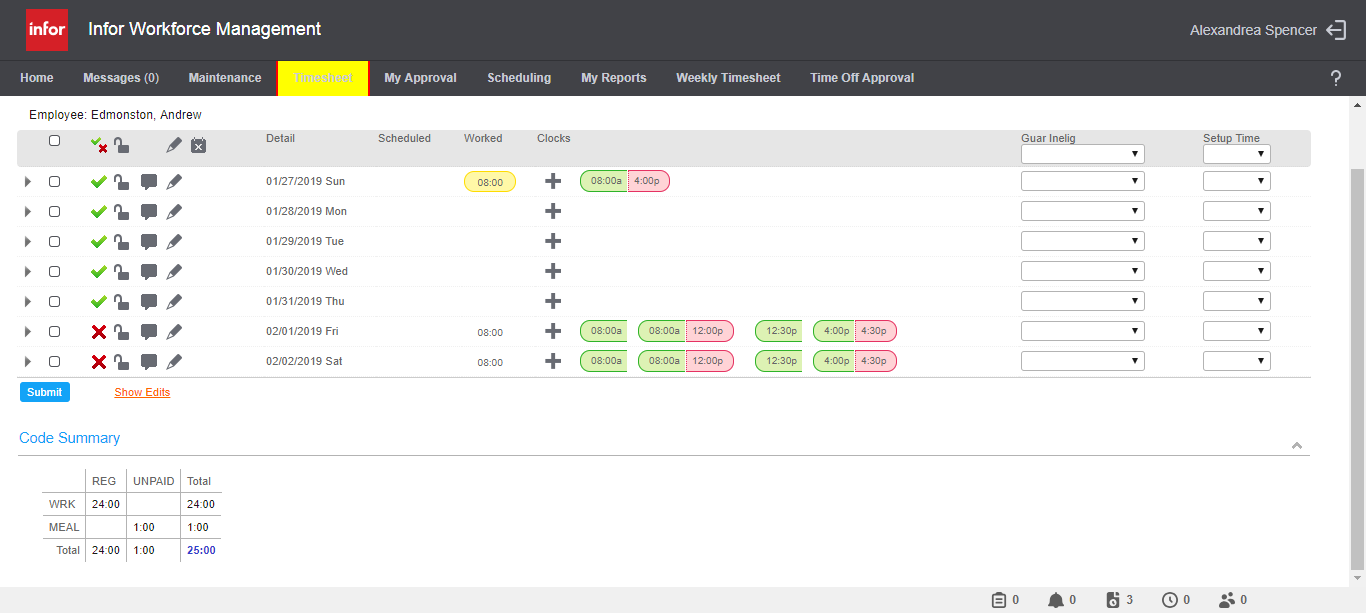 infor Infor Workforce Management Alexandrea Spencer
Home Messages (0) Maintenance Timesheet My Approval Scheduling My Reports Weekly Timesheet Time Off Approval ?
Employee: Edmonston, Andrew
Detail Scheduled Worked Clocks Guar Inelig Setup Time
01/27/2019 Sun 08:00 08:00a 4:00p
01/28/2019 Mon
01/29/2019 Tue
01/30/2019 Wed
01/31/2019 Thu
02/01/2019 Fri 08:00 08:00a 08:00a 12:00p 12:30p 4:00p 4:30p
02/02/2019 Sat 08:00 08:00a 08:00a 12:00p 12:30p 4:00p 4:30p
Submit Show Edits
Code Summary
REG UNPAID Total
WRK 24:00 24:00
MEAL 1:00 1:00
Total 24:00 1:00 25:00
0 0 3 0 0